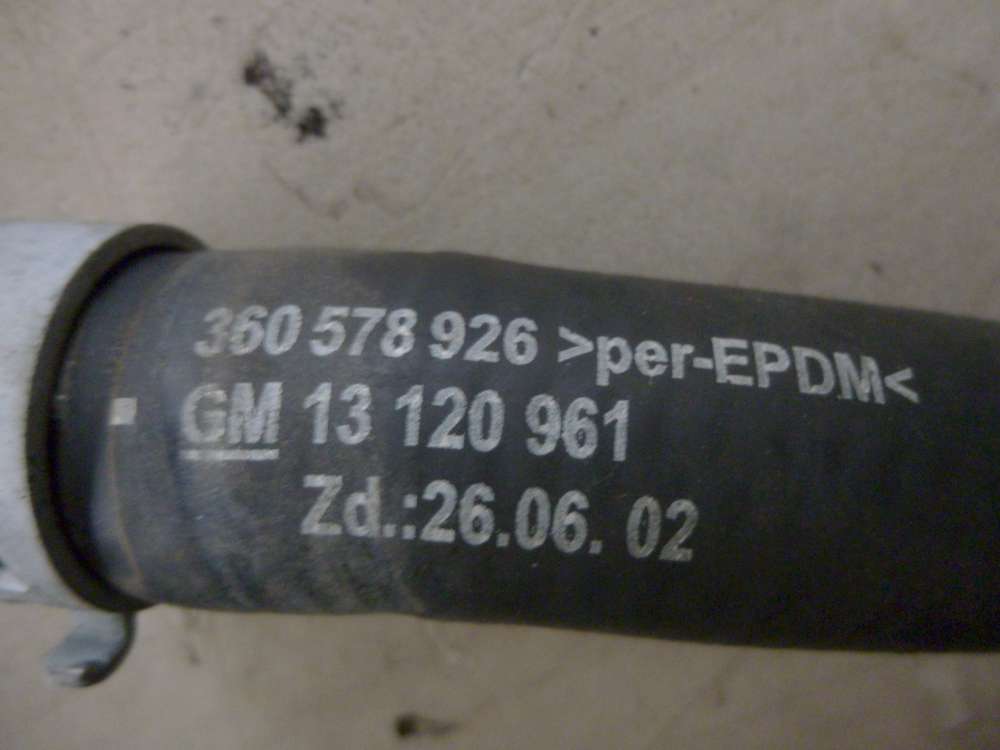 360 578 926 >per-EPDM<
GM 13 120 961
Zd.:26.06. 02